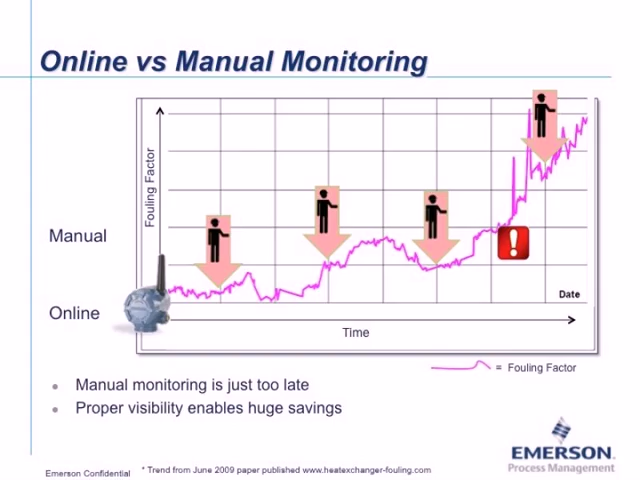 Online vs Manual Monitoring
Fouling Factor
Manual
Online
Date
Time
= Fouling Factor
Manual monitoring is just too late
Proper visibility enables huge savings
EMERSON.
Process Management
Emerson Confidential
* Trend from June 2009 paper published www.heatexchanger-fouling.com